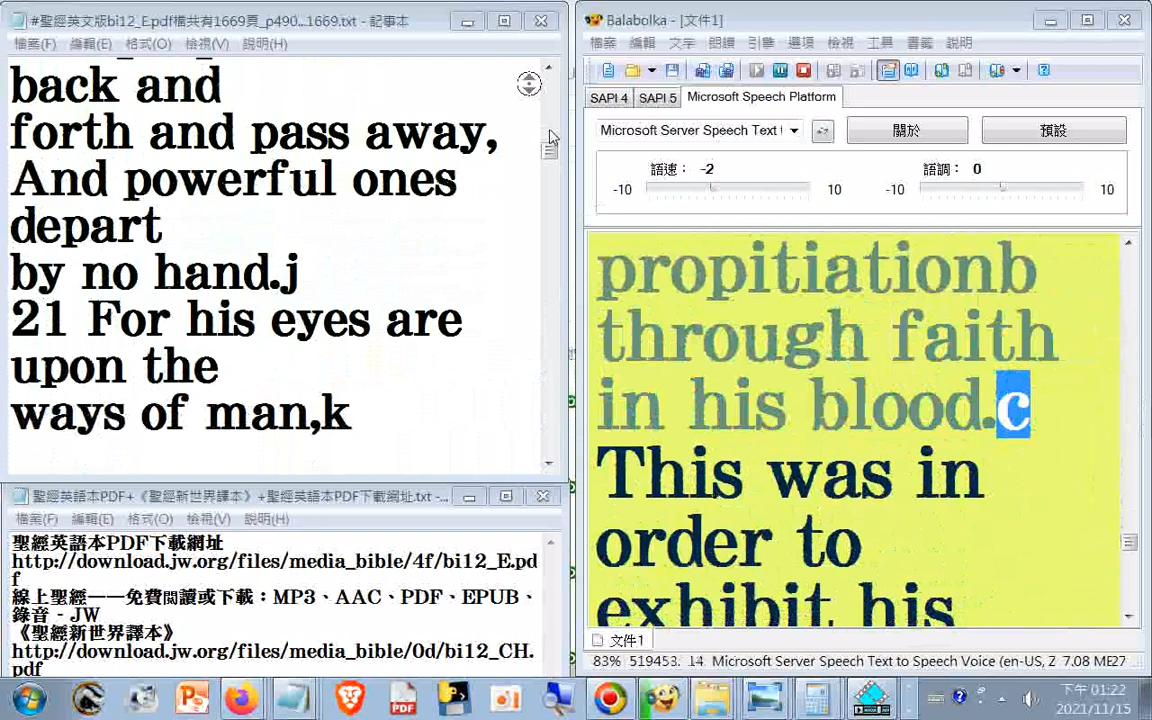 #聖經英文版bi12_E.pdf檔共有1669頁_p490...1669.txt - 記事本
檔案(F) 編輯(E) 格式(O) 檢視(V) 說明(H)
back and
forth and pass away,
And powerful ones
depart
by no hand.j
21 For his eyes are
upon the
ways of man,k
聖經英語本PDF+《聖經新世界譯本》+聖經英語本PDF下載網址.txt - ...
檔案(F) 編輯(E) 格式(O) 檢視(V) 說明(H)
聖經英語本PDF下載網址
http://download.jw.org/files/media_bible/4f/bi12_E.pd
f
線上聖經——免費閱讀或下載：MP3、AAC、PDF、EPUB、
錄音 - JW
《聖經新世界譯本》
http://download.jw.org/files/media_bible/0d/bi12_CH.
pdf
Balabolka - [文件1]
檔案 編輯 文字 朗讀 引擎 選項 檢視 工具 書籤 說明
SAPI 4 SAPI 5 Microsoft Speech Platform
Microsoft Server Speech Text 關於 預設
語速： -2 語調： 0
-10 10 -10 10
propitiationb
through faith
in his blood.c
This was in
order to
exhibit his
文件1
83% 519453. 14 Microsoft Server Speech Text to Speech Voice (en-US, Z 7.08 ME27
PDF
下午 01:22
2021/11/15